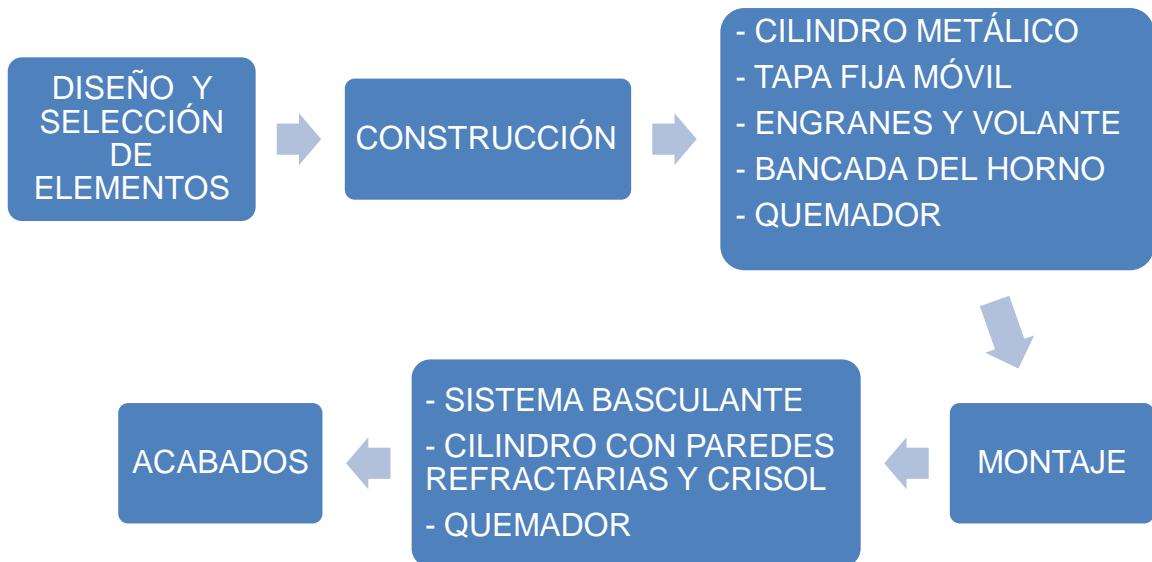 DISEÑO Y
SELECCIÓN
DE
ELEMENTOS
CONSTRUCCIÓN
- CILINDRO METÁLICO
- TAPA FIJA MÓVIL
- ENGRANES Y VOLANTE
- BANCADA DEL HORNO
- QUEMADOR
MONTAJE
- SISTEMA BASCULANTE
- CILINDRO CON PAREDES
REFRACTARIAS Y CRISOL
- QUEMADOR
ACABADOS